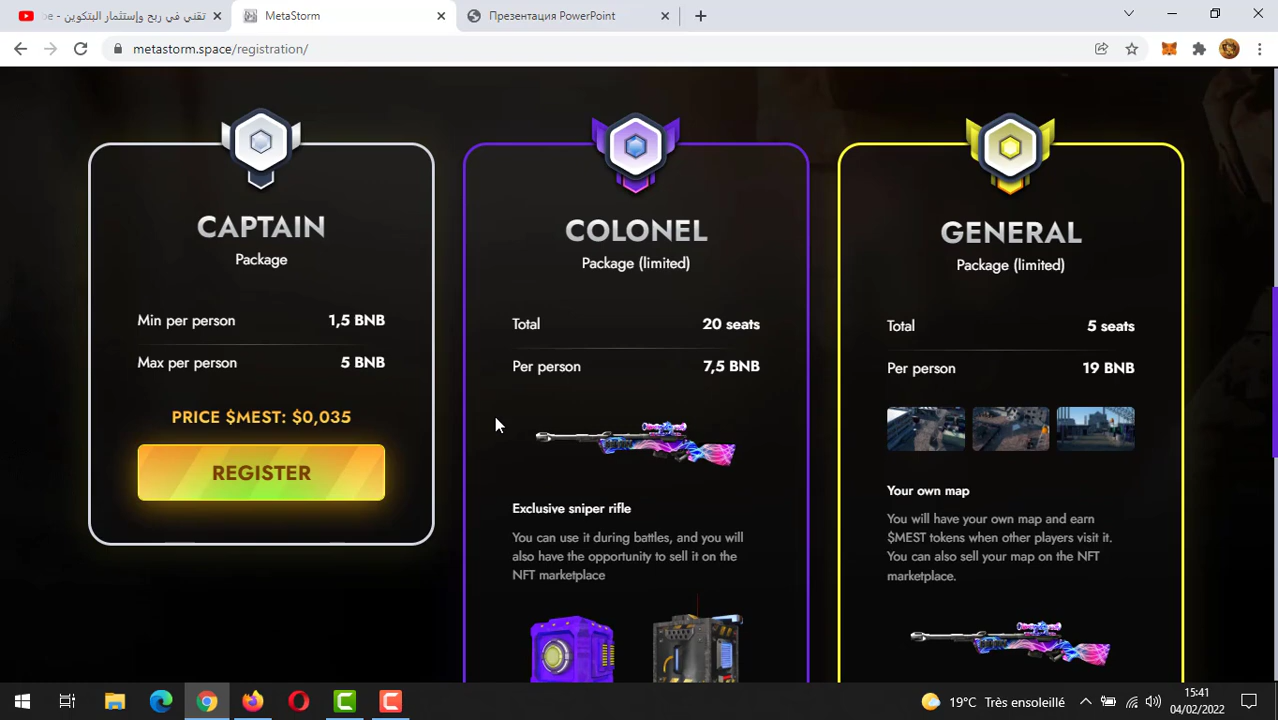 تقني في ربح وإستثمار البتكوين - be
MetaStorm
Презентация PowerPoint
metastorm.space/registration/
CAPTAIN
Package
Min per person 1,5 BNB
Max per person 5 BNB
PRICE $MEST: $0,035
REGISTER
COLONEL
Package (limited)
Total 20 seats
Per person 7,5 BNB
Exclusive sniper rifle
You can use it during battles, and you will
also have the opportunity to sell it on the
NFT marketplace
GENERAL
Package (limited)
Total 5 seats
Per person 19 BNB
Your own map
You will have your own map and earn
$MEST tokens when other players visit it.
You can also sell your map on the NFT
marketplace.
19°C Très ensoleillé
15:41
04/02/2022